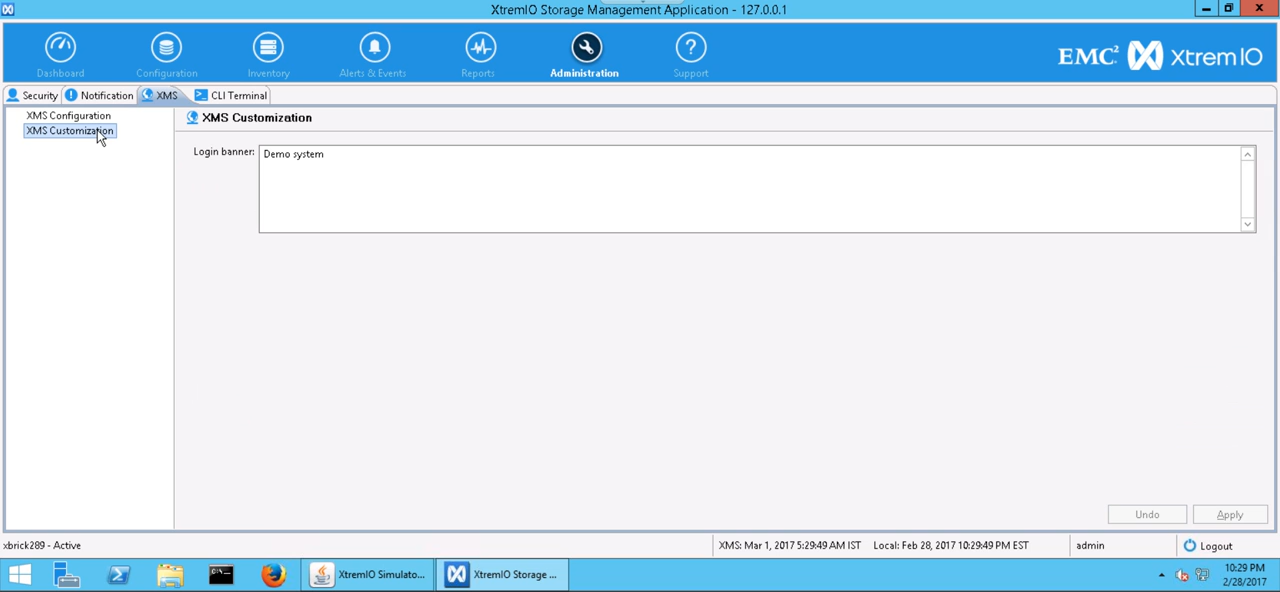 XtremIO Storage Management Application - 127.0.0.1
Dashboard
Configuration
Inventory
Alerts & Events
Reports
Administration
Support
EMC² XtremIO
Security
Notification
XMS
CLI Terminal
XMS Configuration
XMS Customization
XMS Customization
Login banner:
Demo system
Undo
Apply
xbrick289 - Active
XMS: Mar 1, 2017 5:29:49 AM IST
Local: Feb 28, 2017 10:29:49 PM EST
admin
Logout
XtremIO Simulato...
XtremIO Storage ...
10:29 PM
2/28/2017